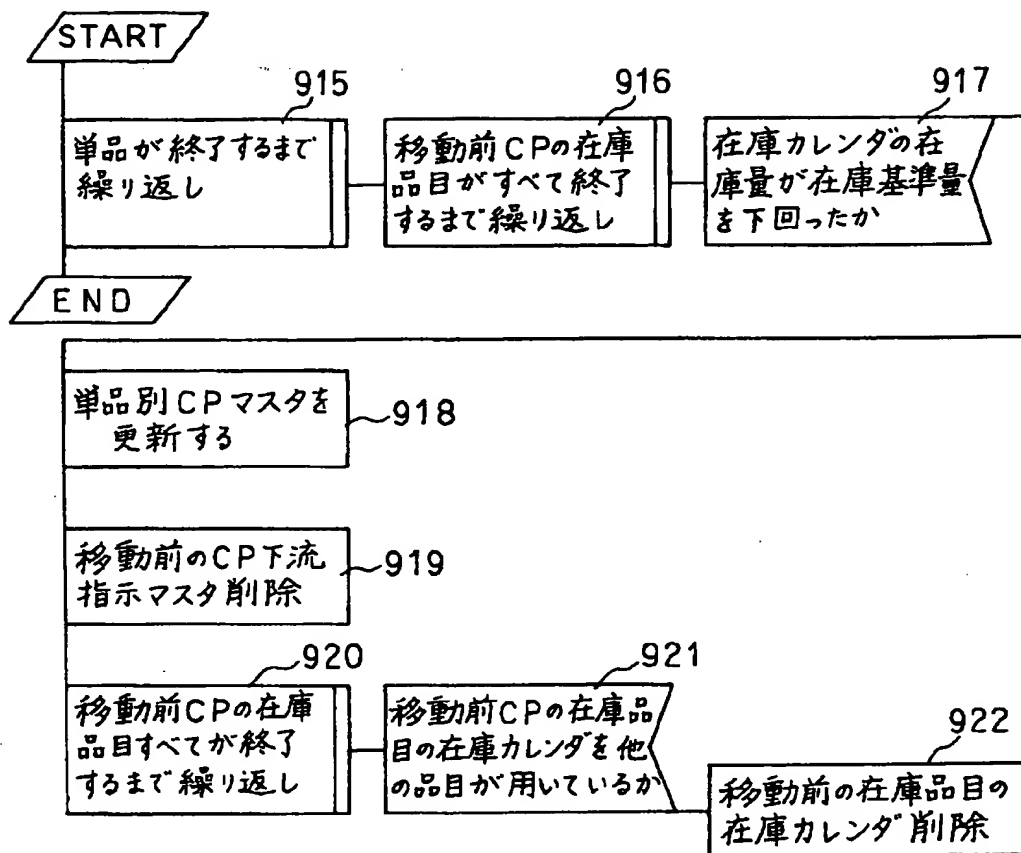 START
915
916
917
単品が終了するまで
繰り返し
移動前CPの在庫
品目がすべて終了
するまで繰り返し
在庫カレンダの在
庫量が在庫基準量
を下回ったか
END
単品別CPマスタを
更新する
918
移動前のCP下流
指示マスタ削除
919
920
921
922
移動前CPの在庫
品目すべてが終了
するまで繰り返し
移動前CPの在庫品
目の在庫カレンダを他
の品目が用いているか
移動前の在庫品目の
在庫カレンダ削除